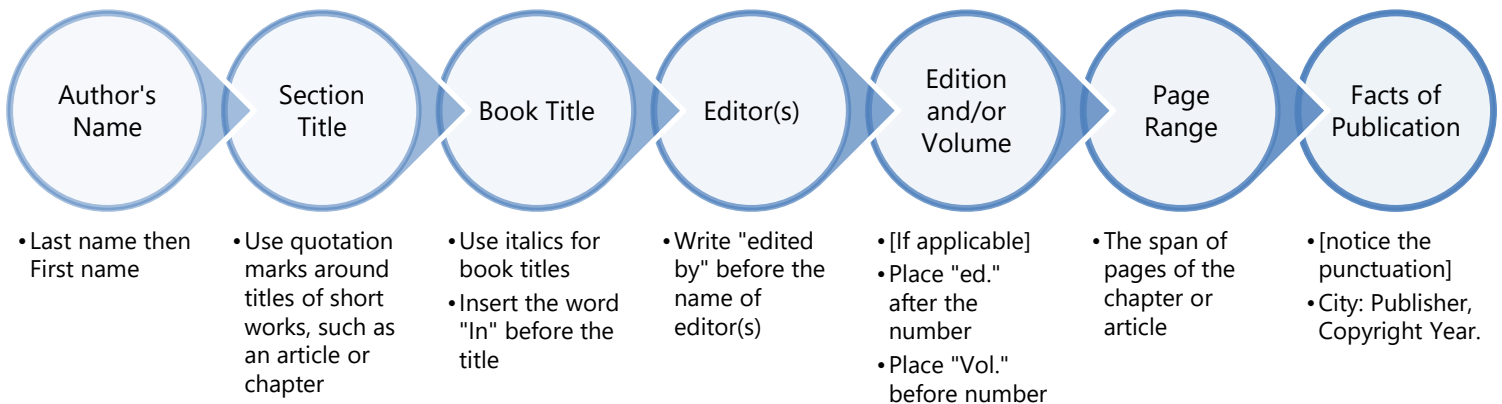 Author's
Name
Section
Title
Book Title
Editor(s)
Edition
and/or
Volume
Page
Range
Facts of
Publication
•Last name then
First name
•Use quotation
marks around
titles of short
works, such as
an article or
chapter
•Use italics for
book titles
•Insert the word
"In" before the
title
•Write "edited
by" before the
name of
editor(s)
•[If applicable]
•Place "ed."
after the
number
•Place "Vol."
before number
•The span of
pages of the
chapter or
article
•[notice the
punctuation]
•City: Publisher,
Copyright Year.